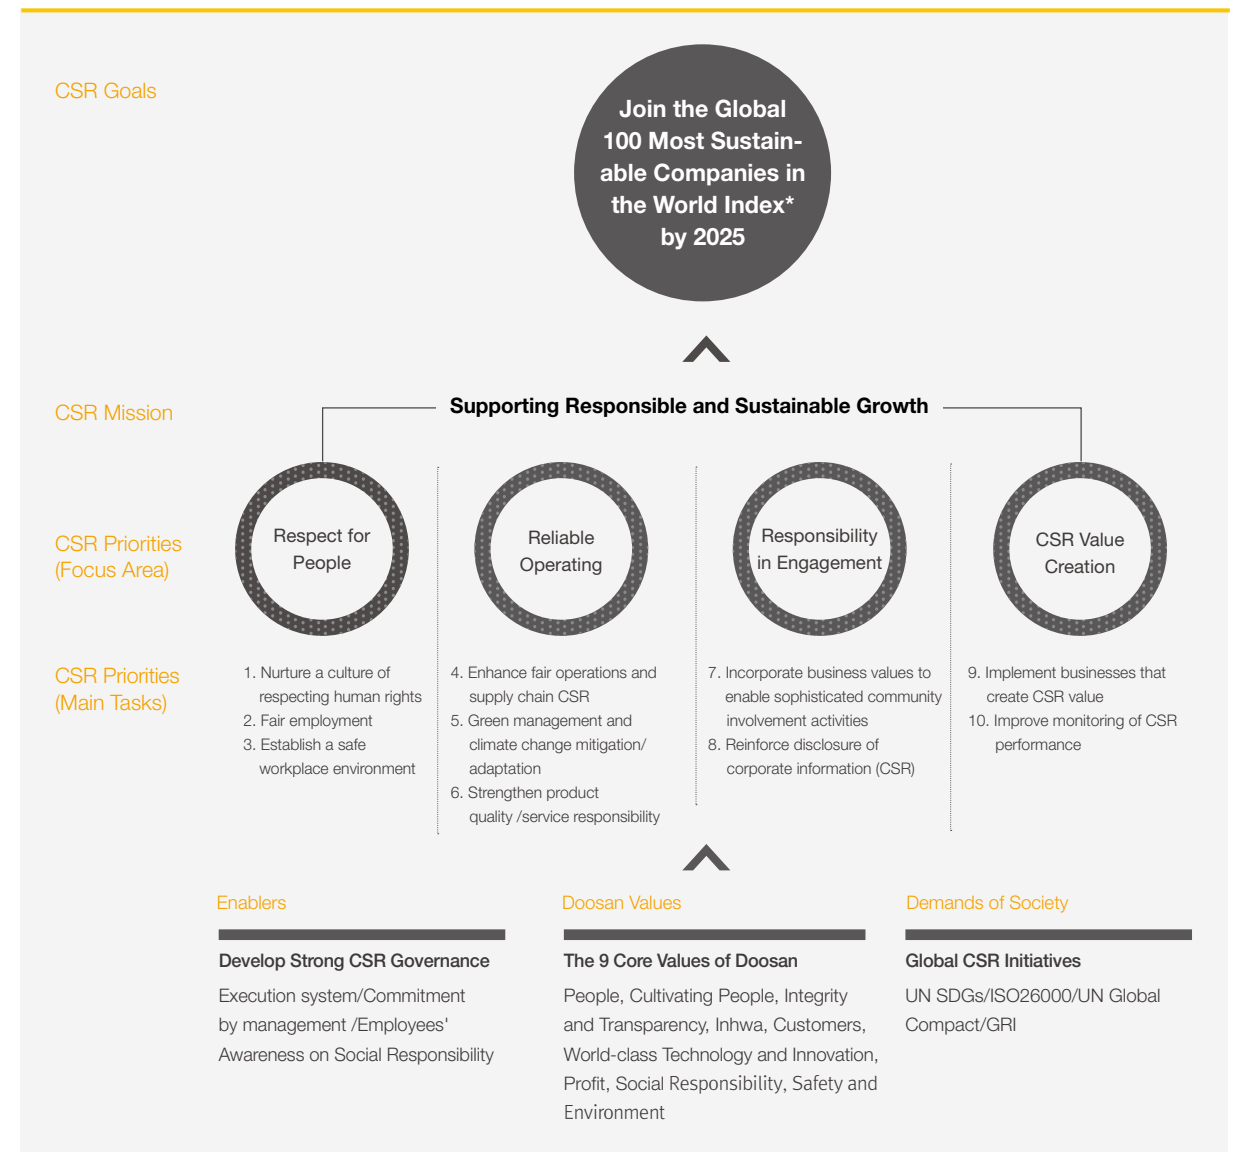 CSR Goals
Join the Global
100 Most Sustain-
able Companies in
the World Index*
by 2025
CSR Mission
Supporting Responsible and Sustainable Growth
CSR Priorities
(Focus Area)
Respect for
People
Reliable
Operating
Responsibility
in Engagement
CSR Value
Creation
CSR Priorities
(Main Tasks)
1. Nurture a culture of
respecting human rights
2. Fair employment
3. Establish a safe
workplace environment
4. Enhance fair operations and
supply chain CSR
5. Green management and
climate change mitigation/
adaptation
6. Strengthen product
quality /service responsibility
7. Incorporate business values to
enable sophisticated community
involvement activities
8. Reinforce disclosure of
corporate information (CSR)
9. Implement businesses that
create CSR value
10. Improve monitoring of CSR
performance
Enablers
Develop Strong CSR Governance
Execution system/Commitment
by management /Employees'
Awareness on Social Responsibility
Doosan Values
The 9 Core Values of Doosan
People, Cultivating People, Integrity
and Transparency, Inhwa, Customers,
World-class Technology and Innovation,
Profit, Social Responsibility, Safety and
Environment
Demands of Society
Global CSR Initiatives
UN SDGs/ISO26000/UN Global
Compact/GRI